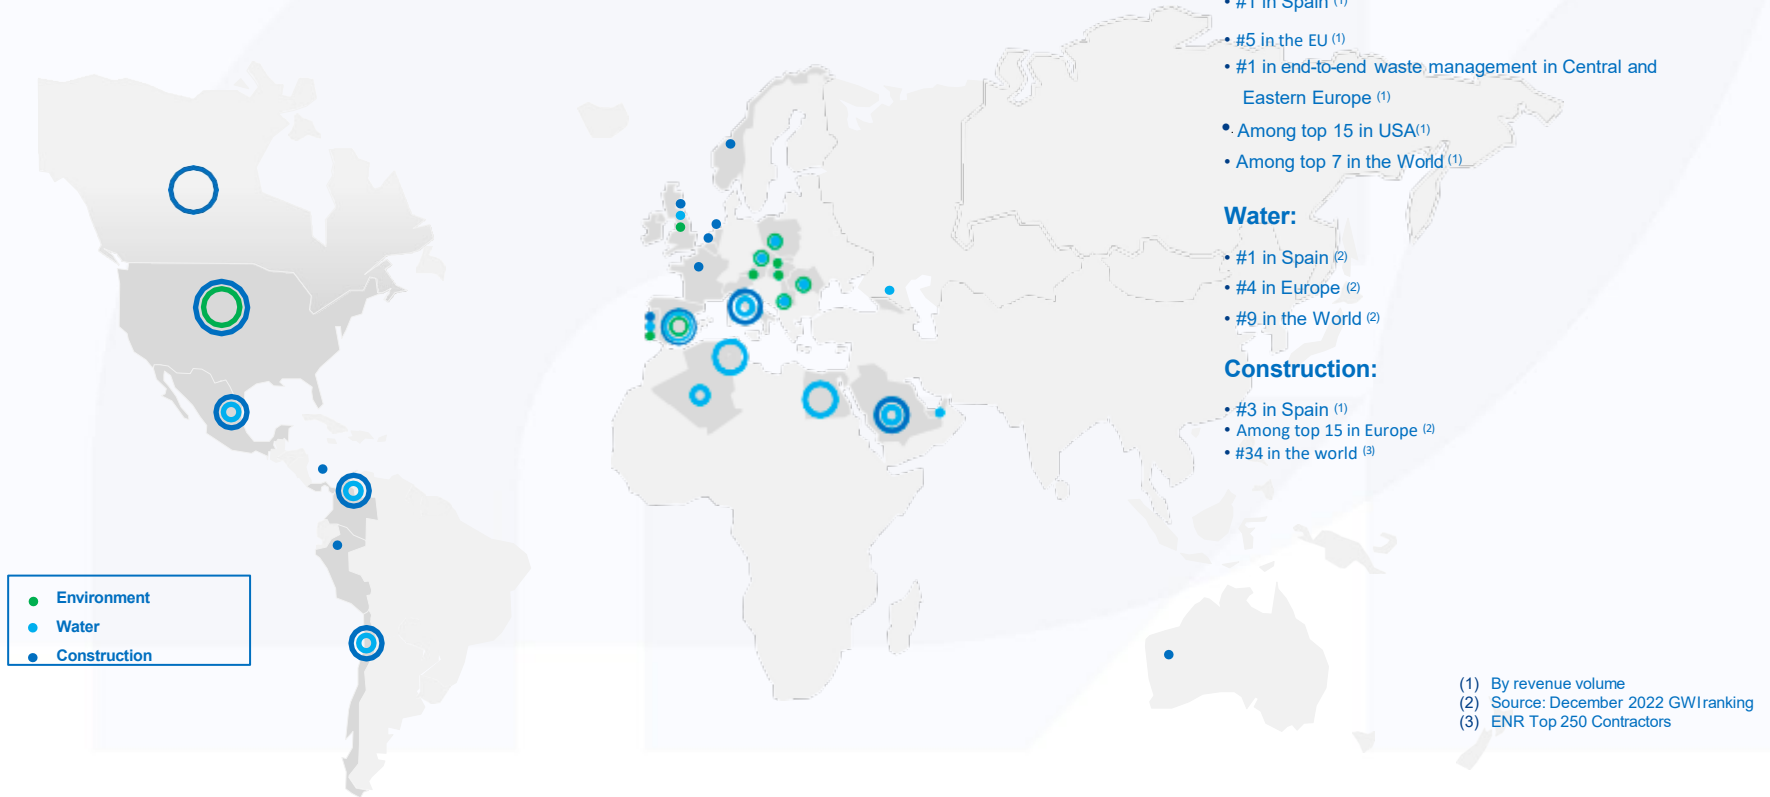 • #1 in Spain (1)
• #5 in the EU (1)
• #1 in end-to-end waste management in Central and
Eastern Europe (1)
• Among top 15 in USA(1)
• Among top 7 in the World (1)
Water:
• #1 in Spain (2)
• #4 in Europe (2)
• #9 in the World (2)
Construction:
• #3 in Spain (1)
• Among top 15 in Europe (2)
• #34 in the world (3)
• Environment
• Water
• Construction
(1) By revenue volume
(2) Source: December 2022 GWI ranking
(3) ENR Top 250 Contractors